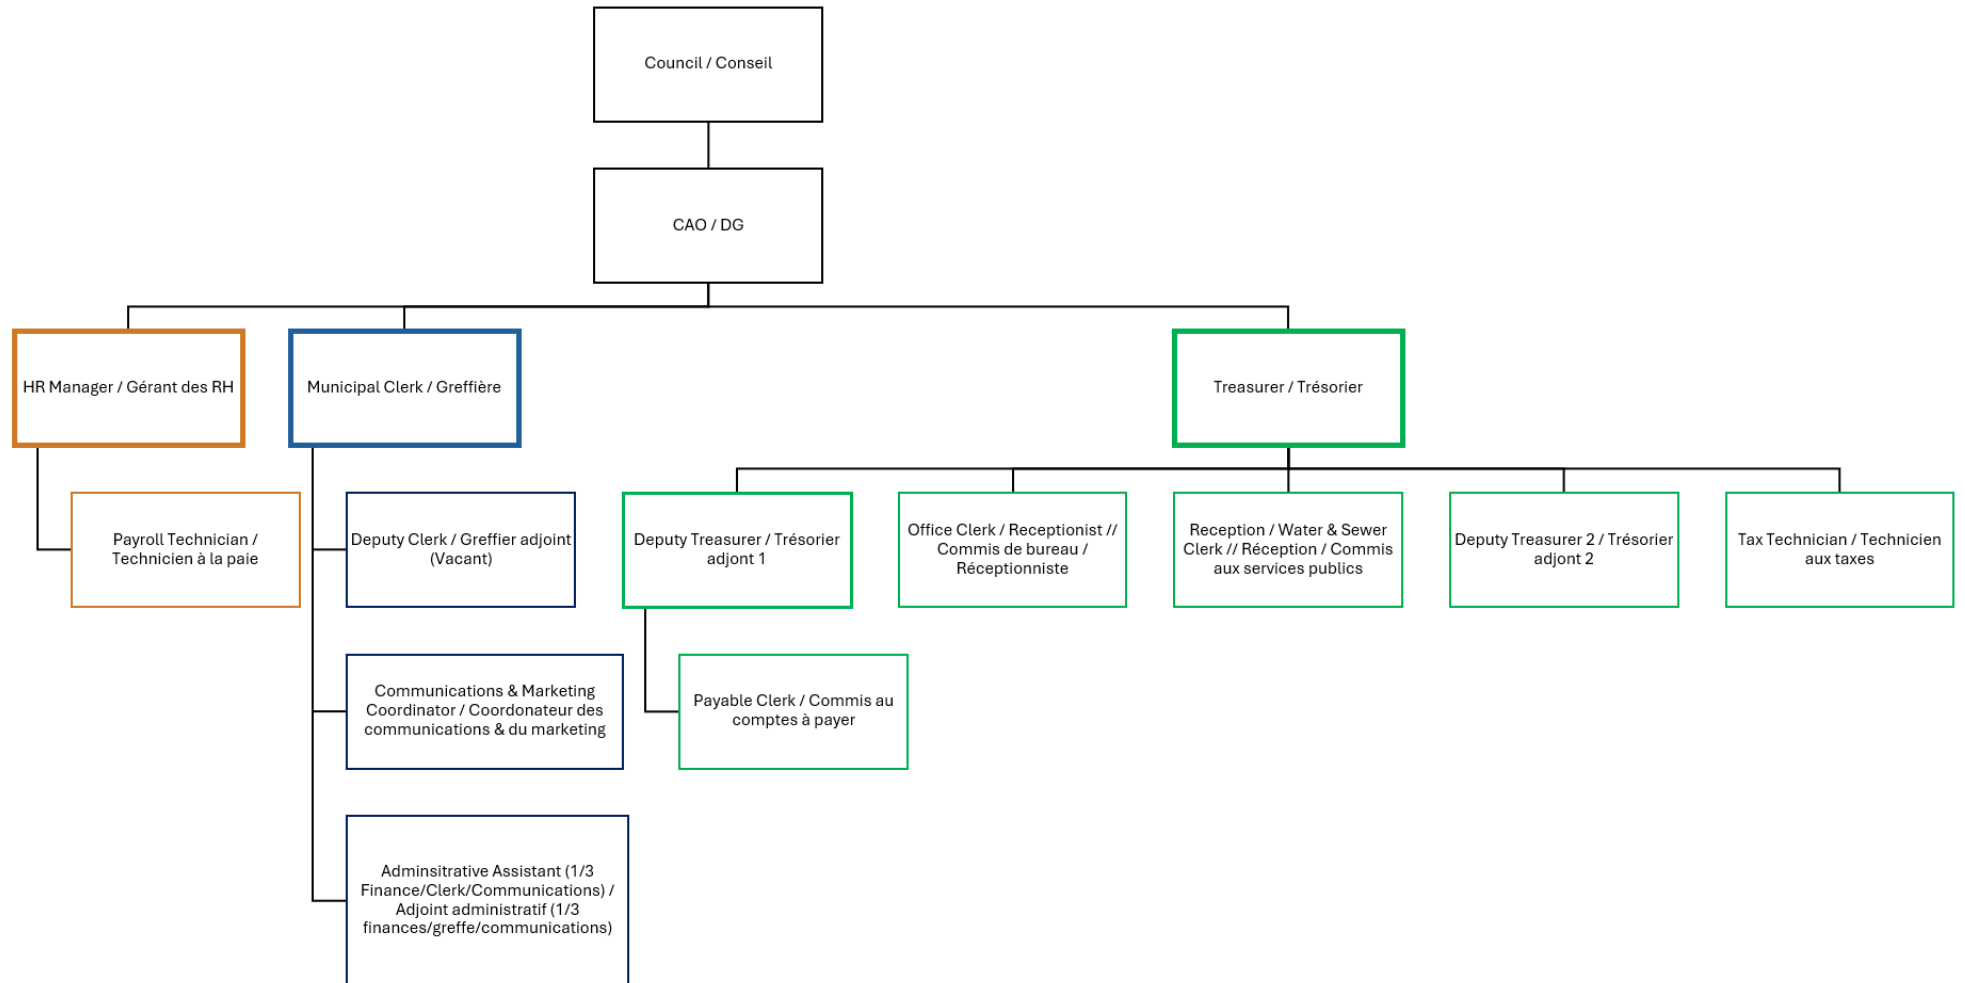 Council / Conseil
CAO / DG
HR Manager / Gérant des RH
Municipal Clerk / Greffière
Treasurer / Trésorier
Payroll Technician /
Technicien à la paie
Deputy Clerk / Greffier adjoint
(Vacant)
Deputy Treasurer / Trésorier
adjont 1
Office Clerk / Receptionist //
Commis de bureau /
Réceptionniste
Reception / Water & Sewer
Clerk // Réception / Commis
aux services publics
Deputy Treasurer 2 / Trésorier
adjont 2
Tax Technician / Technicien
aux taxes
Communications & Marketing
Coordinator / Coordonateur des
communications & du marketing
Payable Clerk / Commis au
comptes à payer
Adminsitrative Assistant (1/3
Finance/Clerk/Communications) /
Adjoint administratif (1/3
finances/greffe/communications)